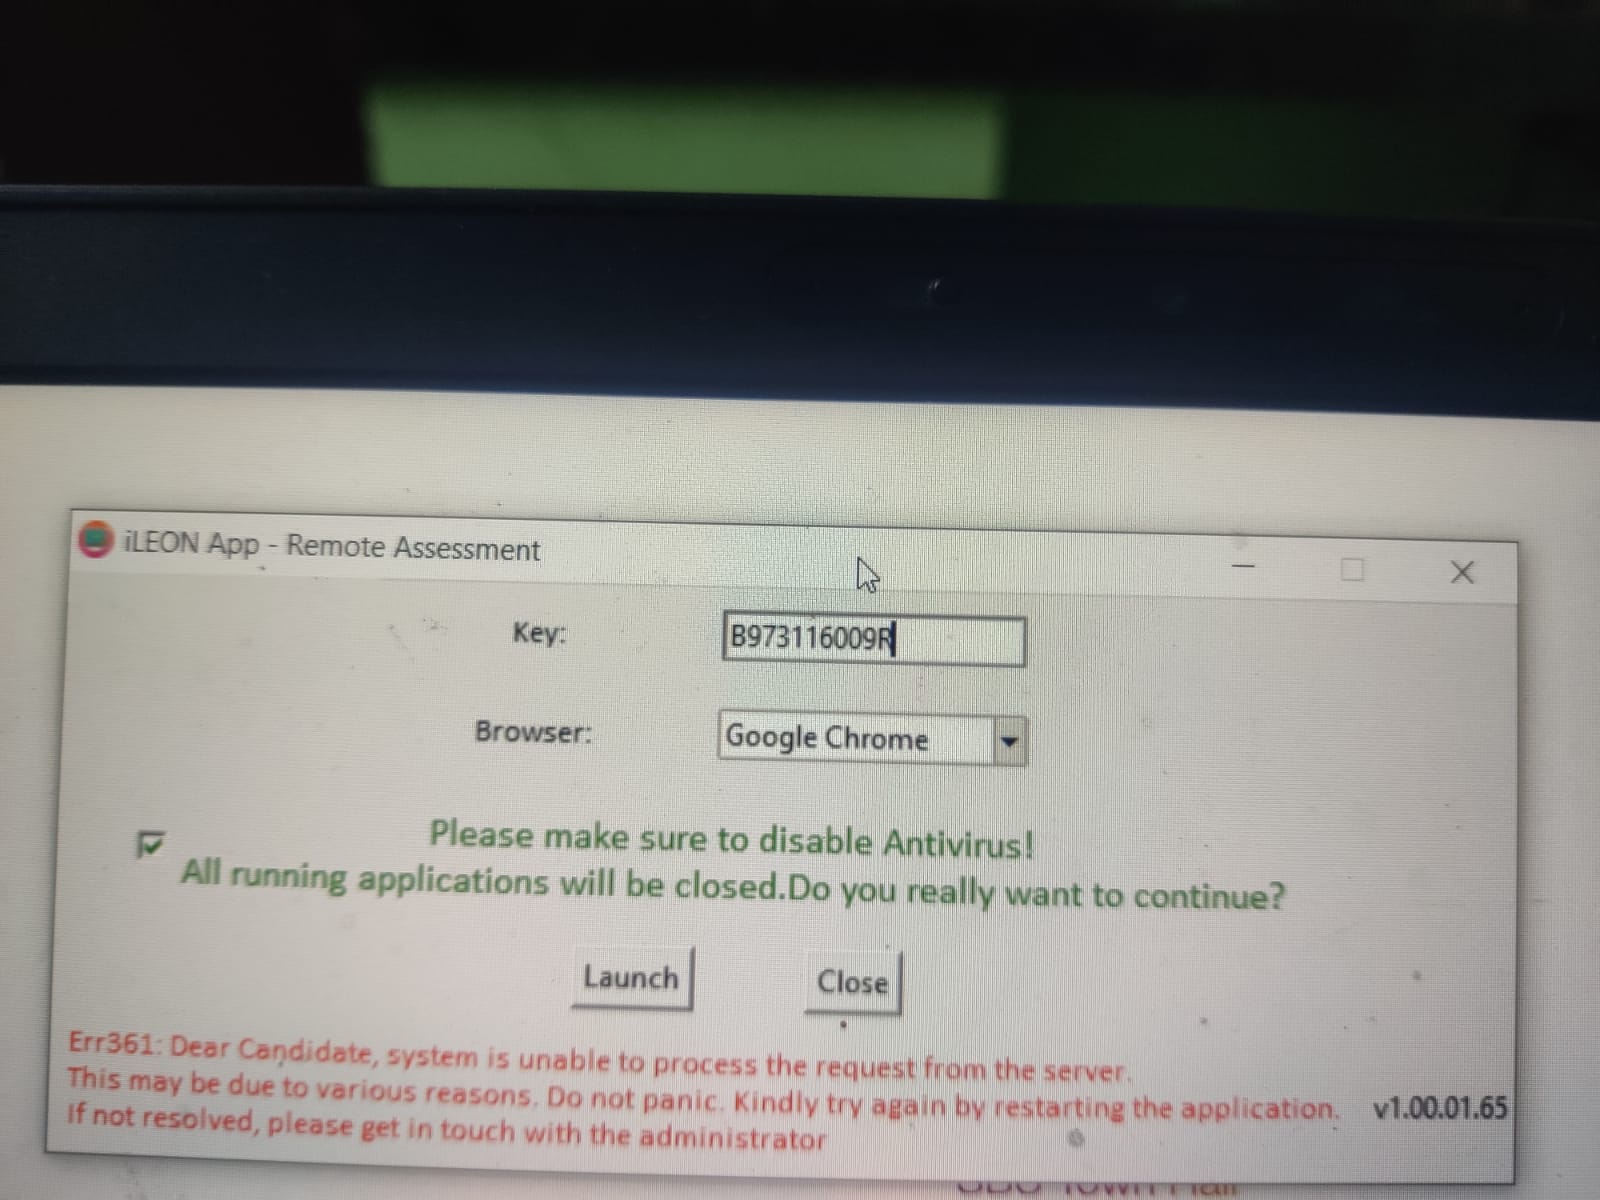 iLEON App - Remote Assessment
Key: B973116009R
Browser: Google Chrome
Please make sure to disable Antivirus!
All running applications will be closed.Do you really want to continue?
Launch Close
Err361: Dear Candidate, system is unable to process the request from the server.
This may be due to various reasons. Do not panic. Kindly try again by restarting the application. v1.00.01.65
If not resolved, please get in touch with the administrator